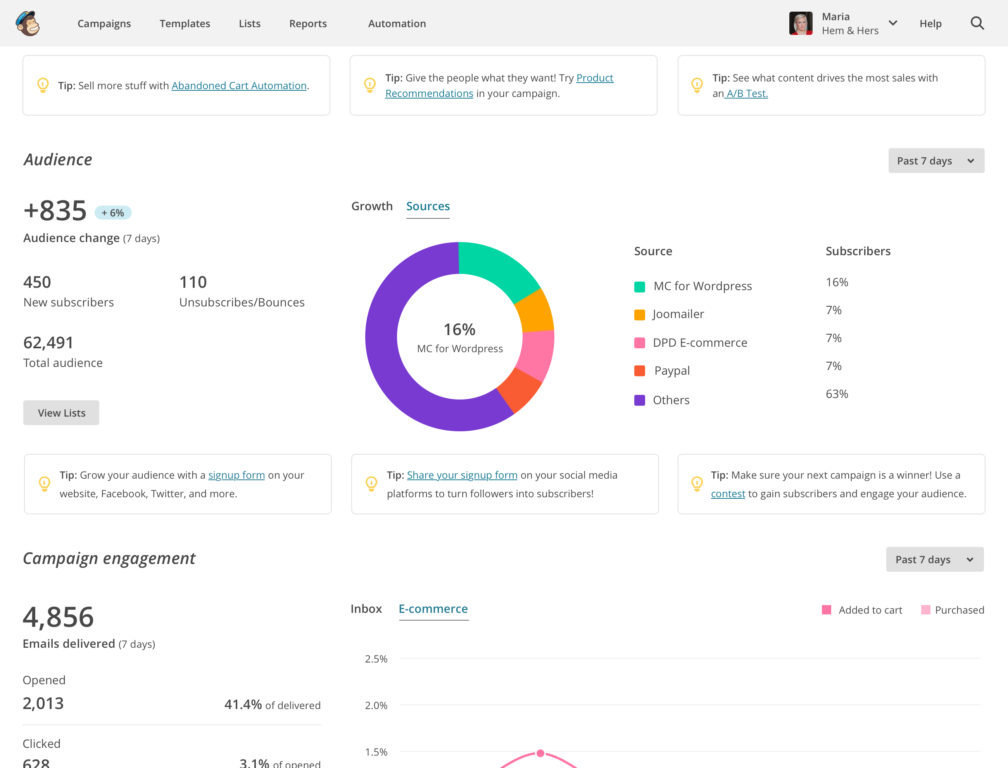 Campaigns Templates Lists Reports Automation
Maria
Hem & Hers
Help
Tip: Sell more stuff with Abandoned Cart Automation.
Tip: Give the people what they want! Try Product
Recommendations in your campaign.
Tip: See what content drives the most sales with
an A/B Test.
Audience
Past 7 days
+835 + 6%
Audience change (7 days)
450
New subscribers
110
Unsubscribes/Bounces
62,491
Total audience
View Lists
Growth Sources
16%
MC for Wordpress
Source Subscribers
MC for Wordpress 16%
Joomailer 7%
DPD E-commerce 7%
Paypal 7%
Others 63%
Tip: Grow your audience with a signup form on your
website, Facebook, Twitter, and more.
Tip: Share your signup form on your social media
platforms to turn followers into subscribers!
Tip: Make sure your next campaign is a winner! Use a
contest to gain subscribers and engage your audience.
Campaign engagement
Past 7 days
4,856
Emails delivered (7 days)
Opened
2,013 41.4% of delivered
Clicked
628 3.1% of opened
Inbox E-commerce
Added to cart Purchased
2.5%
2.0%
1.5%